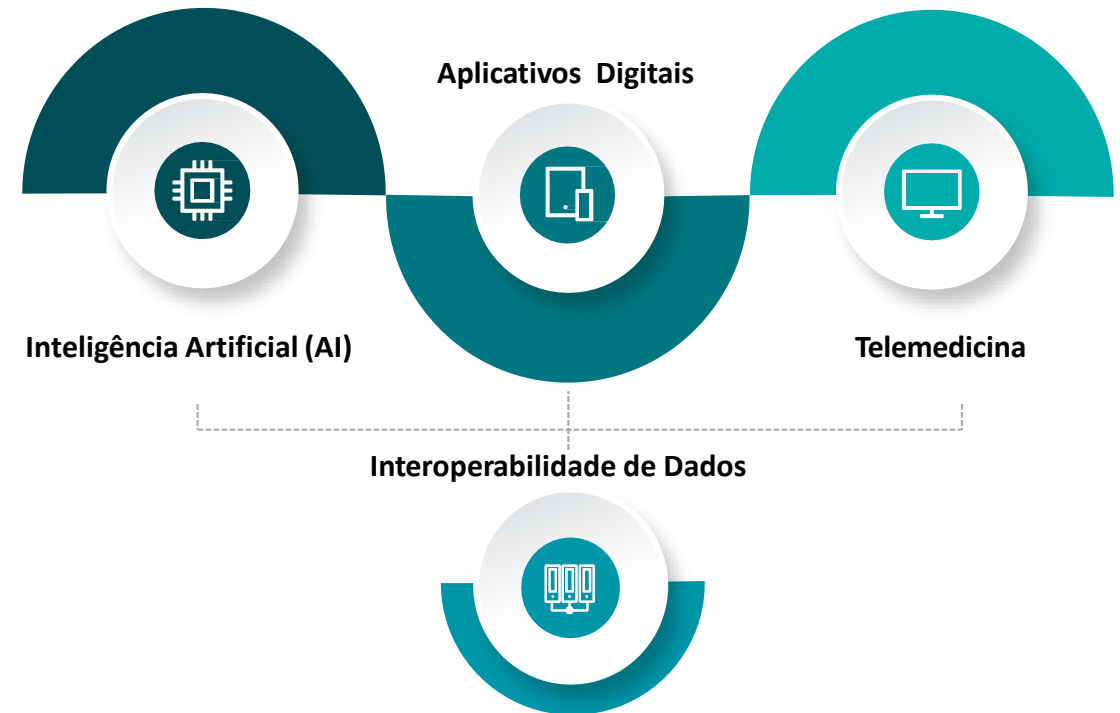 Aplicativos Digitais
Inteligência Artificial (AI)
Telemedicina
Interoperabilidade de Dados